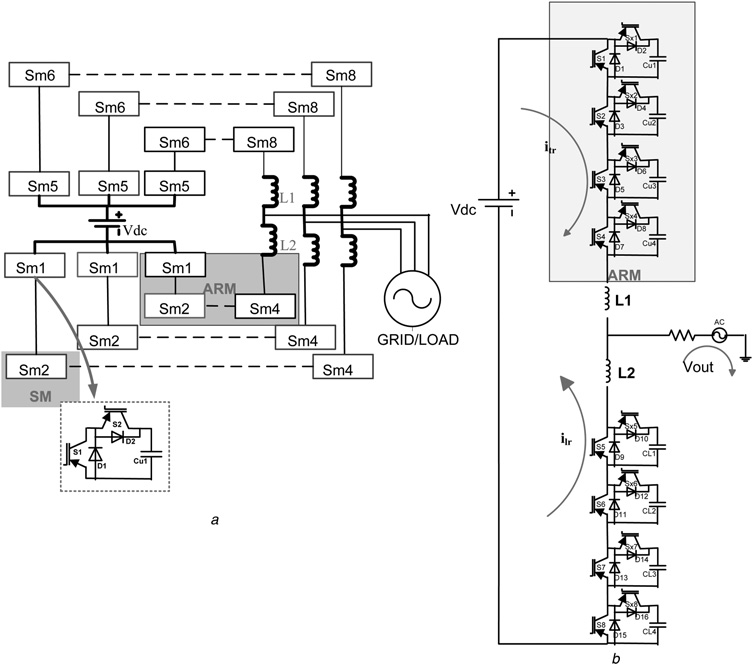 Sm6
Sm8
Sm6
Sm8
Sm6
Sm8
Sm5
Sm5
Sm5
L1
+
Vdc
L2
Sm1
Sm1
Sm1
ARM
Sm2
Sm4
GRID/LOAD
Sm2
Sm4
Sm2
Sm4
SM
S2
S1
D2
D1
Cu1
a
Sx1
S1
D2
D1
Cu1
Sx2
S2
D4
D3
Cu2
itr
Sx3
S3
D6
D5
Cu3
Vdc
+
Sx4
S4
D8
D7
Cu4
ARM
L1
AC
Vout
L2
Sx5
S5
D10
D9
CL1
ilr
Sx6
S6
D12
D11
CL2
Sx7
S7
D14
D13
CL3
Sx8
S8
D16
D15
CL4
b